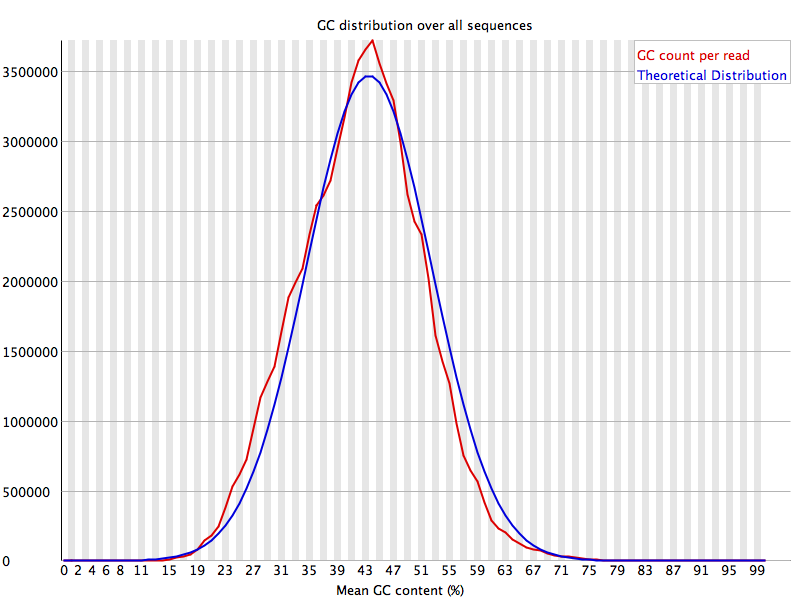 GC distribution over all sequences
GC count per read
Theoretical Distribution
3500000
3000000
2500000
2000000
1500000
1000000
500000
0
0 2 4 6 8 11 15 19 23 27 31 35 39 43 47 51 55 59 63 67 71 75 79 83 87 91 95 99
Mean GC content (%)